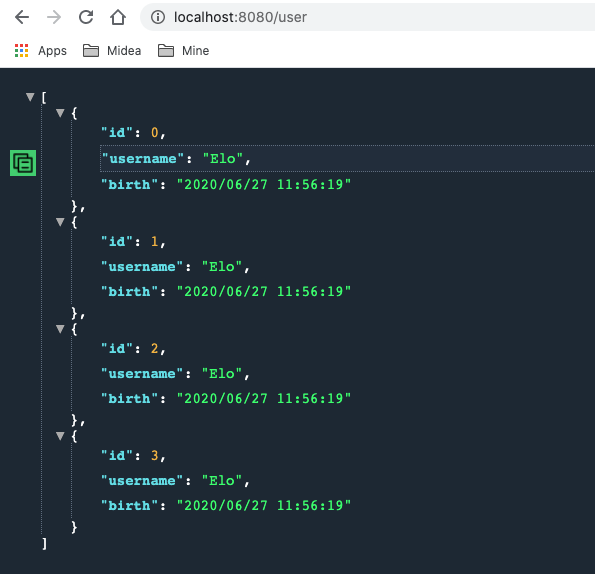 localhost:8080/user
Apps Midea Mine
[
{
"id": 0,
"username": "Elo",
"birth": "2020/06/27 11:56:19"
},
{
"id": 1,
"username": "Elo",
"birth": "2020/06/27 11:56:19"
},
{
"id": 2,
"username": "Elo",
"birth": "2020/06/27 11:56:19"
},
{
"id": 3,
"username": "Elo",
"birth": "2020/06/27 11:56:19"
}
]